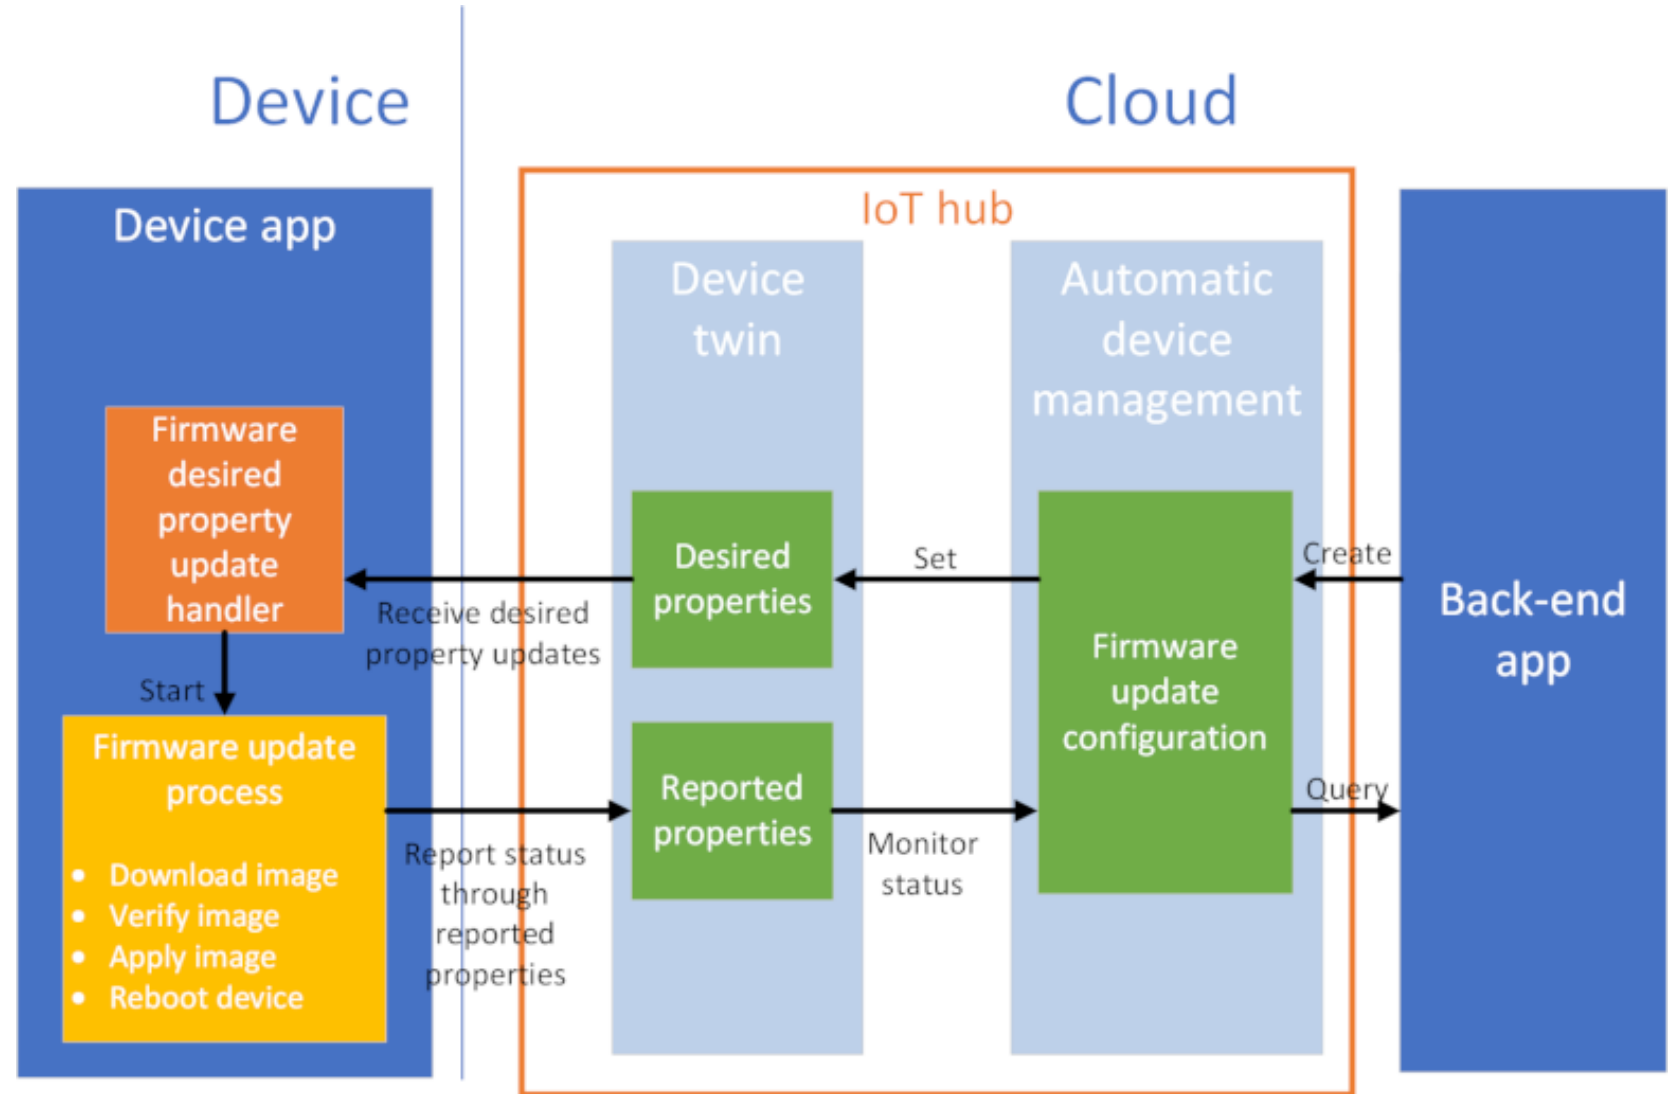 Device
Cloud
Device app
IoT hub
Device
twin
Automatic
device
management
Firmware
desired
property
update
handler
Desired
properties
Set
Create
Receive desired
property updates
Back-end
app
Start
Firmware
update
configuration
Firmware update
process
Download image
Verify image
Apply image
Reboot device
Reported
properties
Query
Report status
through
reported
properties
Monitor
status